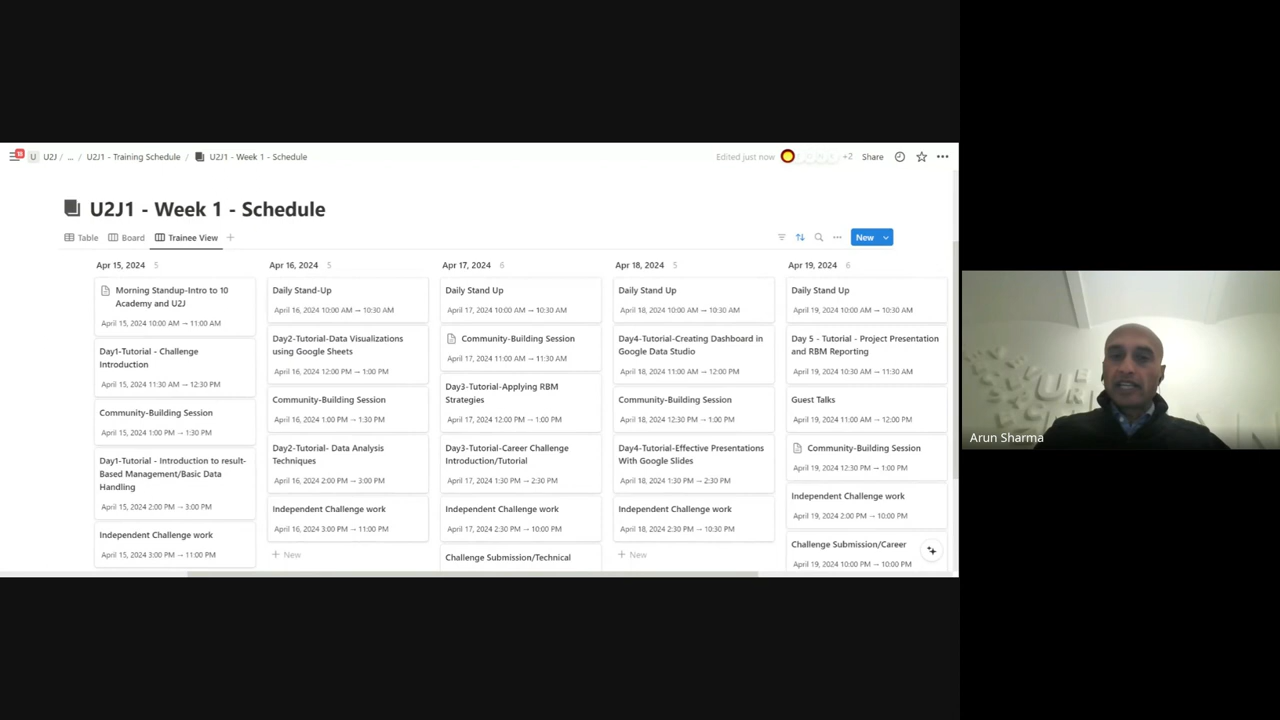 18
U
U2J / ... / U2J1 - Training Schedule / U2J1 - Week 1 - Schedule
Edited just now
+2
Share
U2J1 - Week 1 - Schedule
Table
Board
Trainee View
New
Apr 15, 2024 5
Morning Standup-Intro to 10
Academy and U2J
April 15, 2024 10:00 AM → 11:00 AM
Day1-Tutorial - Challenge
Introduction
April 15, 2024 11:30 AM → 12:30 PM
Community-Building Session
April 15, 2024 1:00 PM → 1:30 PM
Day1-Tutorial - Introduction to result-
Based Management/Basic Data
Handling
April 15, 2024 2:00 PM → 3:00 PM
Independent Challenge work
April 15, 2024 3:00 PM → 11:00 PM
Apr 16, 2024 5
Daily Stand-Up
April 16, 2024 10:00 AM → 10:30 AM
Day2-Tutorial-Data Visualizations
using Google Sheets
April 16, 2024 12:00 PM → 1:00 PM
Community-Building Session
April 16, 2024 1:00 PM → 1:30 PM
Day2-Tutorial- Data Analysis
Techniques
April 16, 2024 2:00 PM → 3:00 PM
Independent Challenge work
April 16, 2024 3:00 PM → 11:00 PM
+ New
Apr 17, 2024 6
Daily Stand Up
April 17, 2024 10:00 AM → 10:30 AM
Community-Building Session
April 17, 2024 11:00 AM → 11:30 AM
Day3-Tutorial-Applying RBM
Strategies
April 17, 2024 12:00 PM → 1:00 PM
Day3-Tutorial-Career Challenge
Introduction/Tutorial
April 17, 2024 1:30 PM → 2:30 PM
Independent Challenge work
April 17, 2024 2:30 PM → 10:00 PM
Challenge Submission/Technical
Apr 18, 2024 5
Daily Stand Up
April 18, 2024 10:00 AM → 10:30 AM
Day4-Tutorial-Creating Dashboard in
Google Data Studio
April 18, 2024 11:00 AM → 12:00 PM
Community-Building Session
April 18, 2024 12:30 PM → 1:00 PM
Day4-Tutorial-Effective Presentations
With Google Slides
April 18, 2024 1:30 PM → 2:30 PM
Independent Challenge work
April 18, 2024 2:30 PM → 10:30 PM
+ New
Apr 19, 2024 6
Daily Stand Up
April 19, 2024 10:00 AM → 10:30 AM
Day 5 - Tutorial - Project Presentation
and RBM Reporting
April 19, 2024 10:30 AM → 11:30 AM
Guest Talks
April 19, 2024 11:00 AM → 12:00 PM
Community-Building Session
April 19, 2024 12:30 PM → 1:00 PM
Independent Challenge work
April 19, 2024 2:00 PM → 10:00 PM
Challenge Submission/Career
April 19, 2024 10:00 PM → 10:00 PM
Arun Sharma